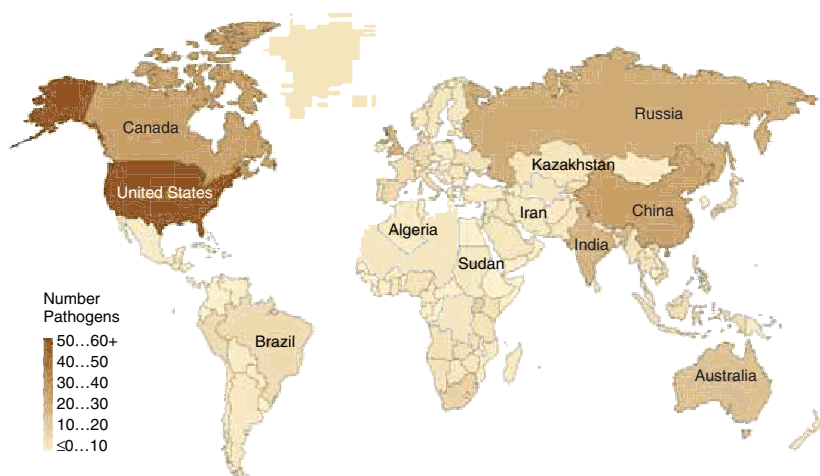 Canada
Russia
Kazakhstan
United States
China
Iran
Algeria
India
Sudan
Number
Pathogens
50...60+
40...50
30...40
20...30
10...20
≤0...10
Brazil
Australia